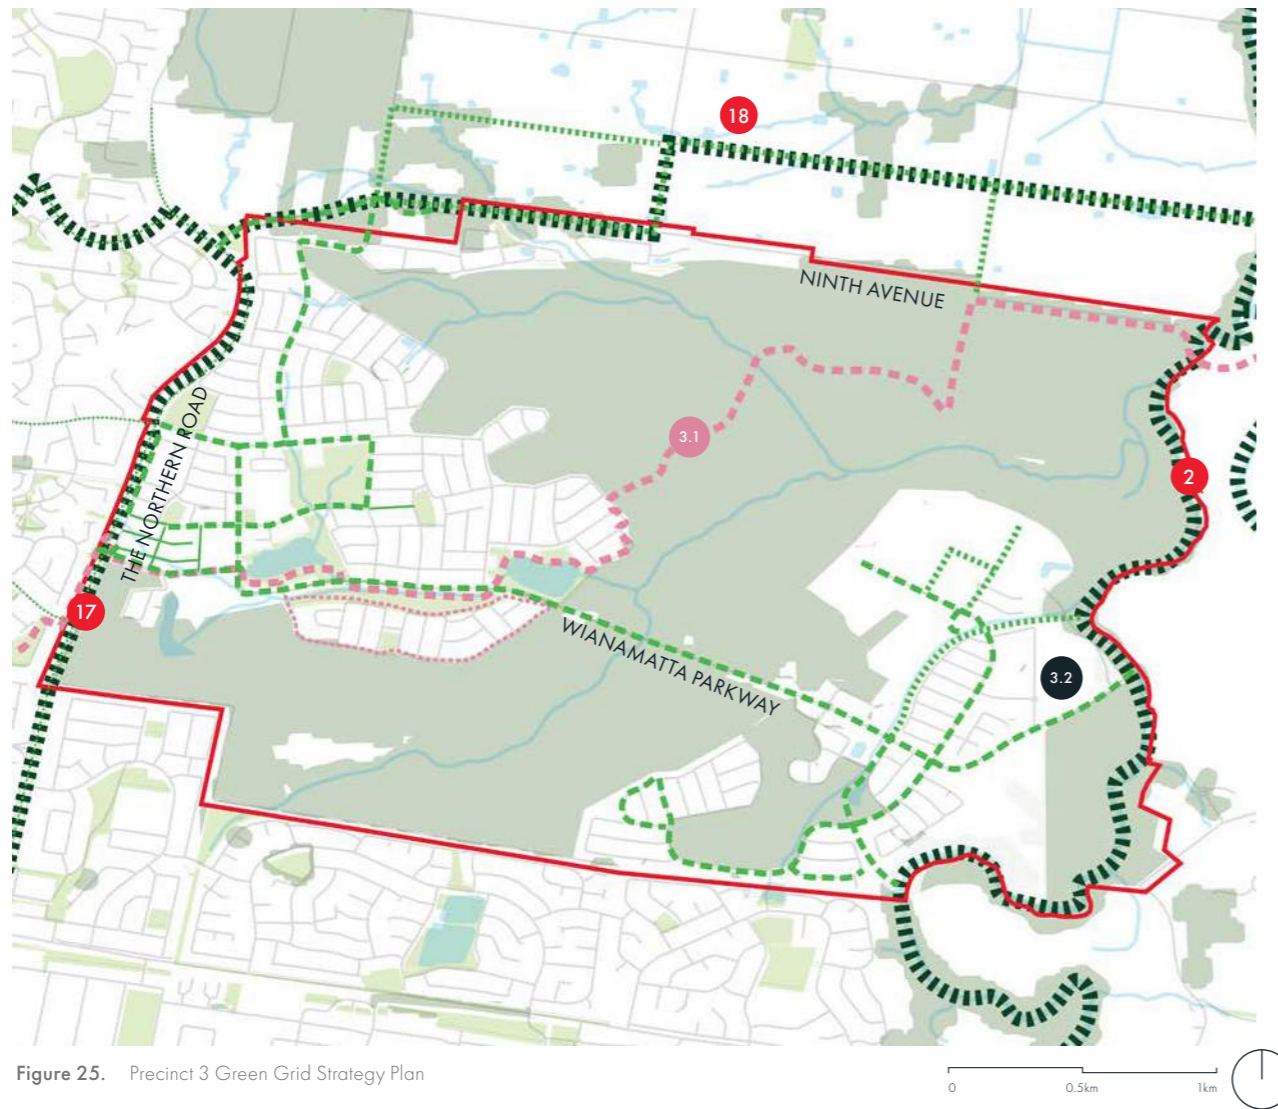 18
NINTH AVENUE
THE NORTHERN ROAD
3.1
2
17
WIANAMATTA PARKWAY
3.2
Figure 25. Precinct 3 Green Grid Strategy Plan
0 0.5km 1km